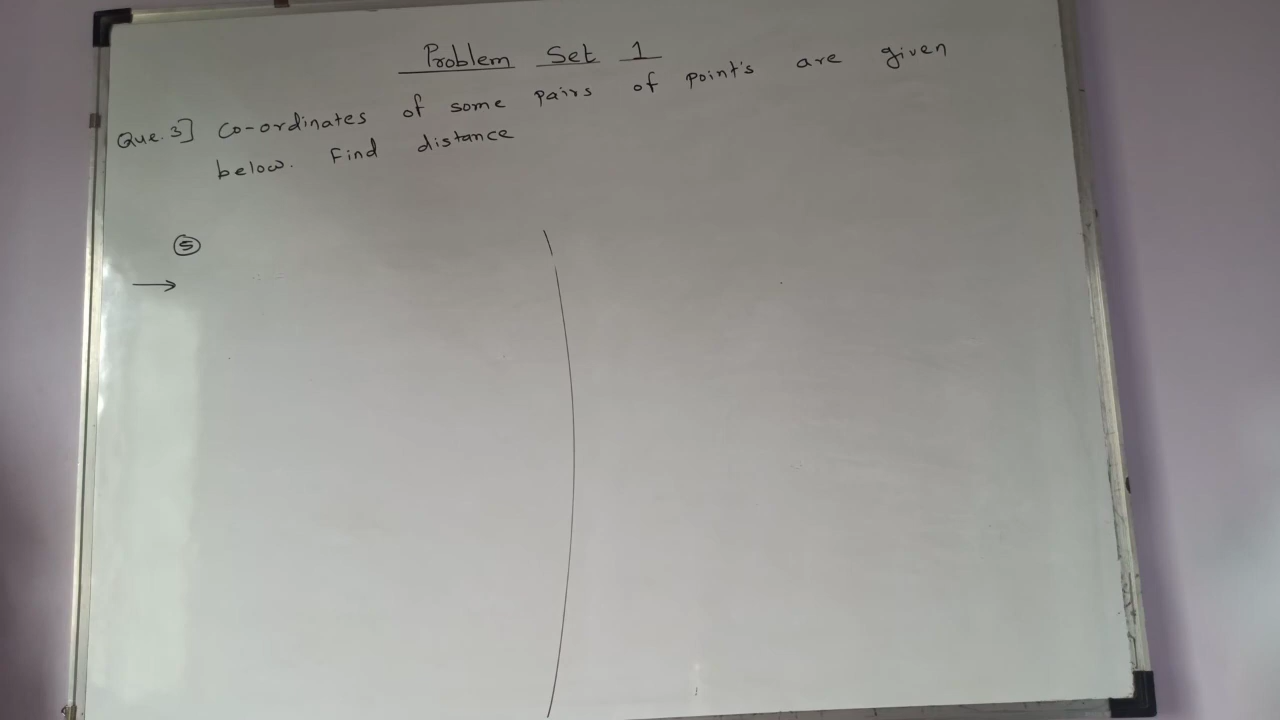 Problem Set 1
Que. 3] Co-ordinates of some pairs of point's are given
below. Find distance
⑤
→